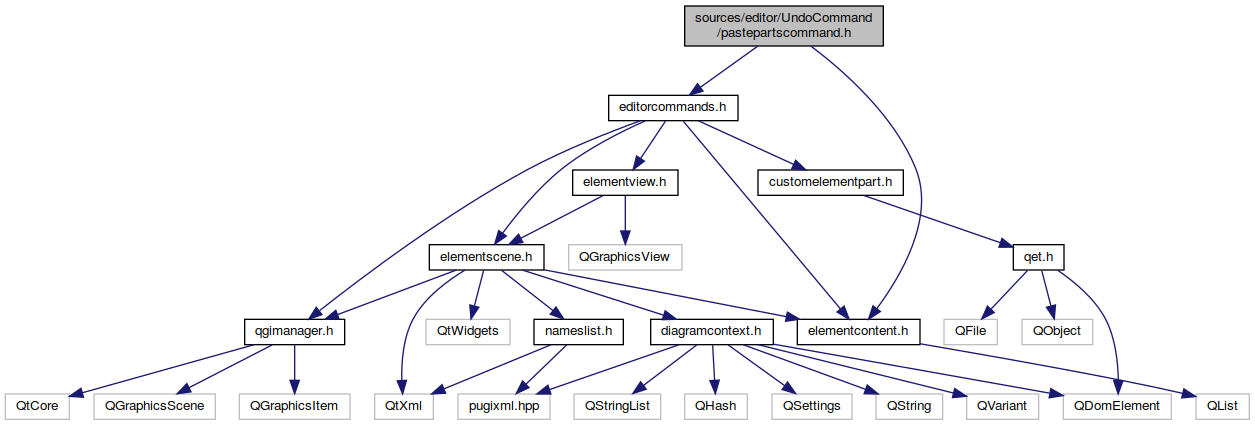 sources/editor/UndoCommand
/pastepartscommand.h
editorcommands.h
elementview.h
customelementpart.h
elementscene.h
QGraphicsView
qet.h
qgimanager.h
QtWidgets
nameslist.h
diagramcontext.h
elementcontent.h
QFile
QObject
QtCore
QGraphicsScene
QGraphicsItem
QtXml
pugixml.hpp
QStringList
QHash
QSettings
QString
QVariant
QDomElement
QList